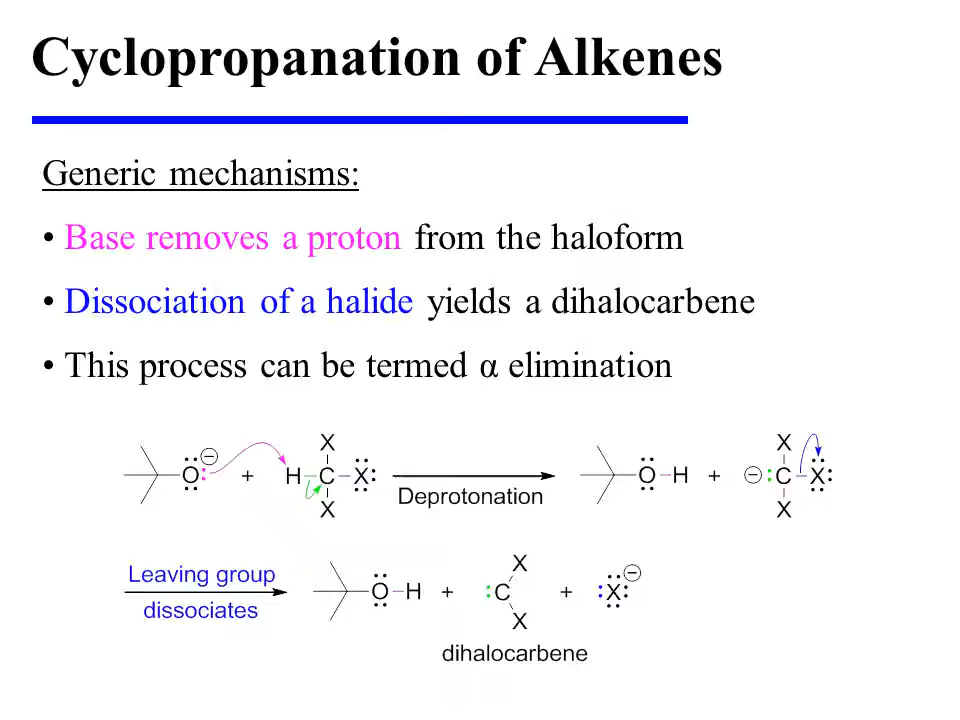 Cyclopropanation of Alkenes
Generic mechanisms:
• Base removes a proton from the haloform
• Dissociation of a halide yields a dihalocarbene
• This process can be termed α elimination
X X
O − + H C X O H + − C X
Deprotonation
X X
Leaving group X
dissociates O H + C + X −
X
dihalocarbene